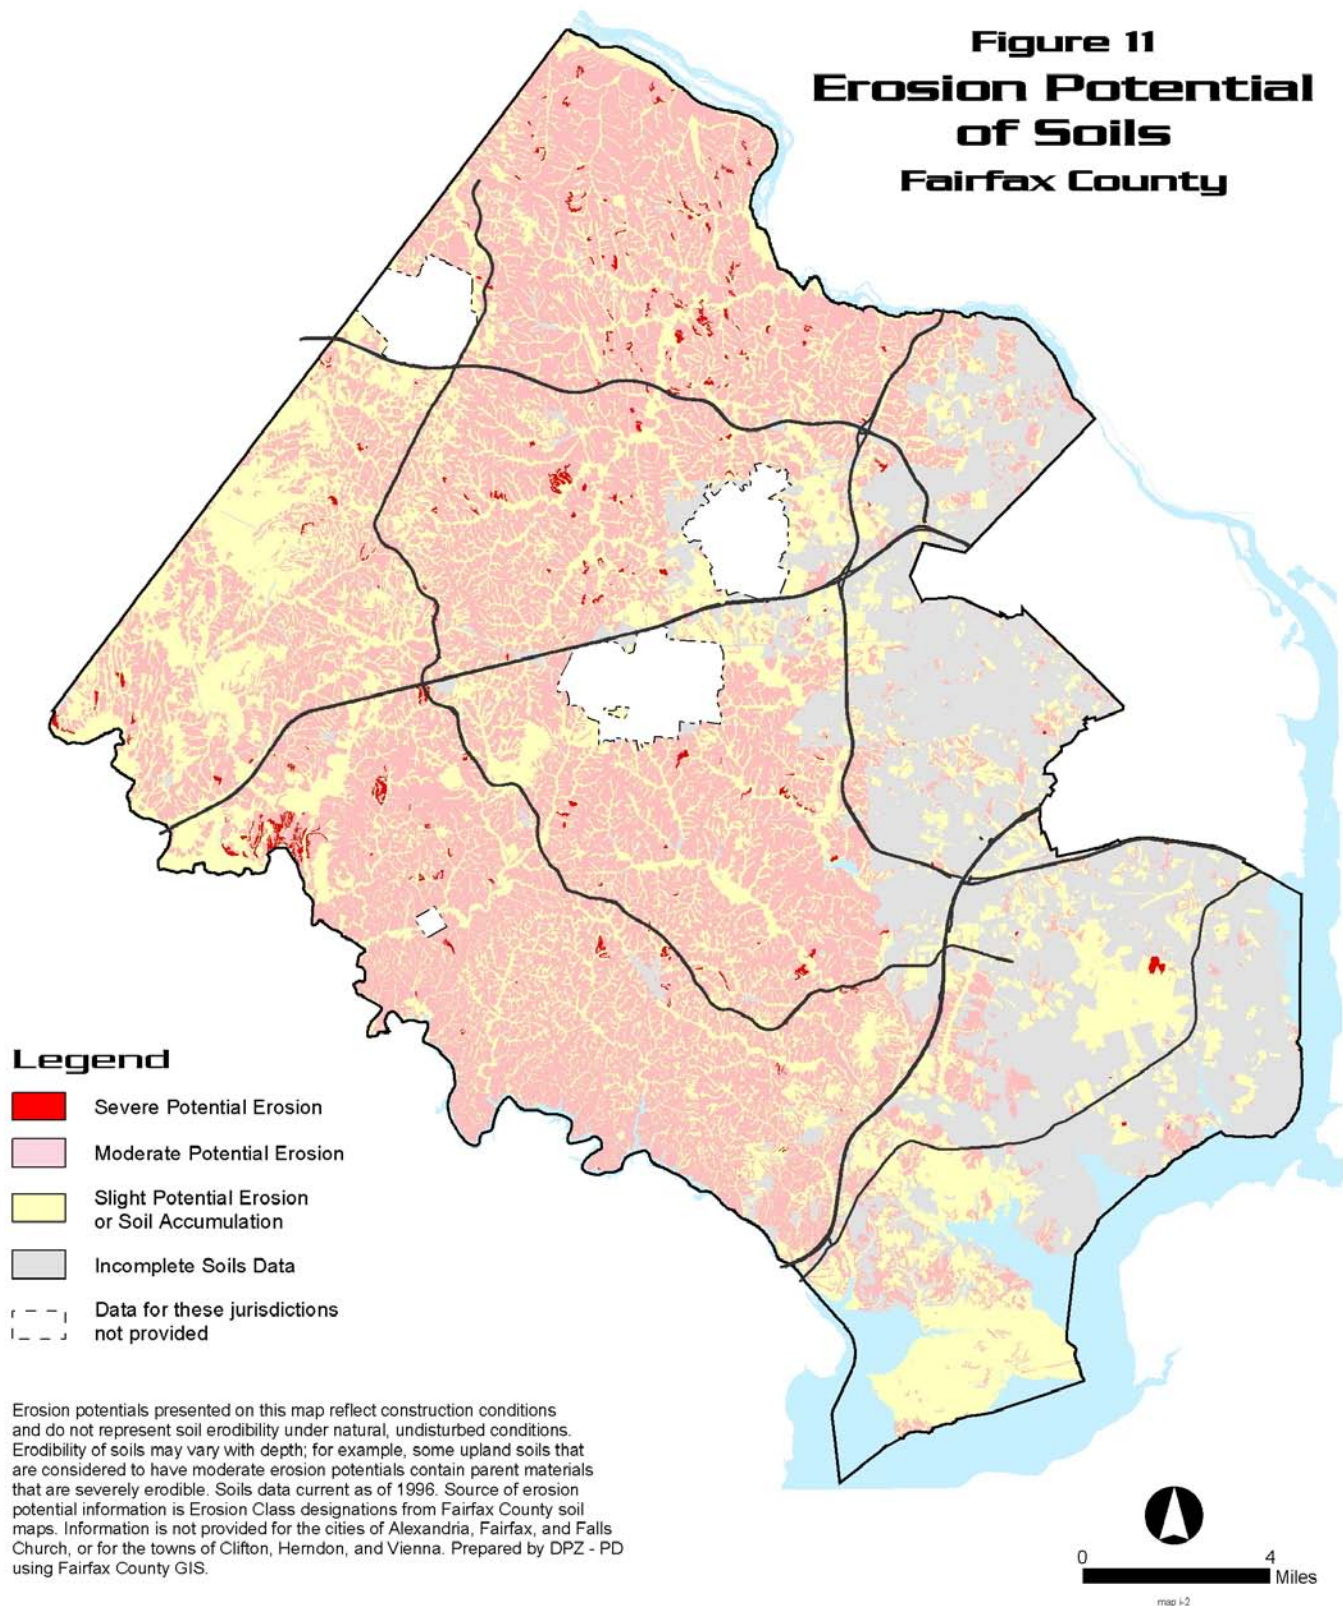 Figure 11
Erosion Potential
of Soils
Fairfax County
Legend
Severe Potential Erosion
Moderate Potential Erosion
Slight Potential Erosion
or Soil Accumulation
Incomplete Soils Data
Data for these jurisdictions
not provided
Erosion potentials presented on this map reflect construction conditions
and do not represent soil erodibility under natural, undisturbed conditions.
Erodibility of soils may vary with depth; for example, some upland soils that
are considered to have moderate erosion potentials contain parent materials
that are severely erodible. Soils data current as of 1996. Source of erosion
potential information is Erosion Class designations from Fairfax County soil
maps. Information is not provided for the cities of Alexandria, Fairfax, and Falls
Church, or for the towns of Clifton, Herndon, and Vienna. Prepared by DPZ - PD
using Fairfax County GIS.
0 4
Miles
map i-2